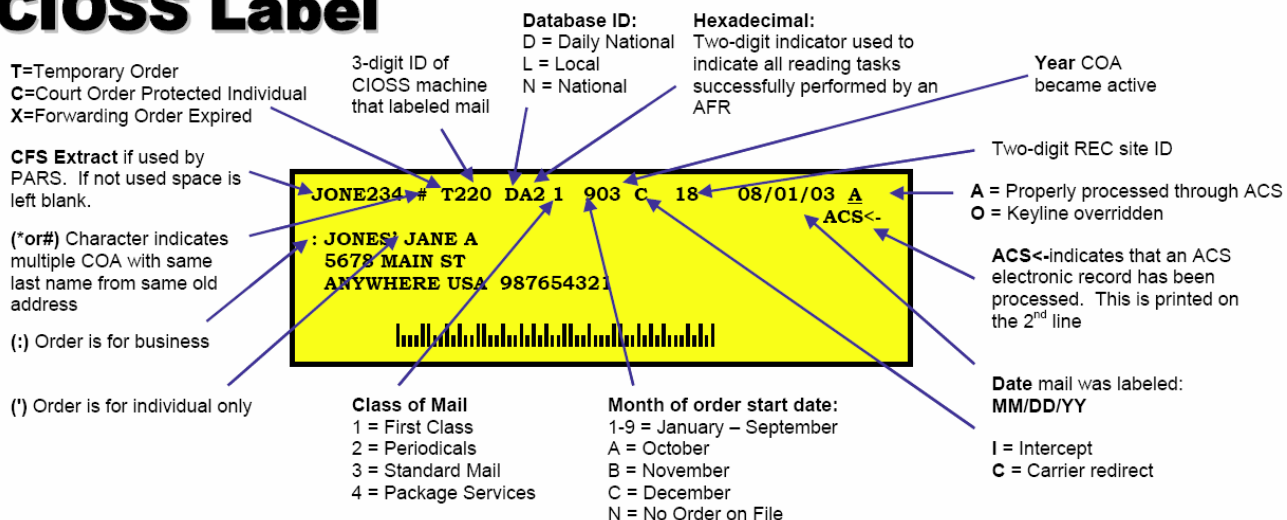 CIOSS Label
T=Temporary Order
C=Court Order Protected Individual
X=Forwarding Order Expired
CFS Extract if used by
PARS. If not used space is
left blank.
(*or#) Character indicates
multiple COA with same
last name from same old
address
(:) Order is for business
(') Order is for individual only
3-digit ID of
CIOSS machine
that labeled mail
Database ID:
D = Daily National
L = Local
N = National
Hexadecimal:
Two-digit indicator used to
indicate all reading tasks
successfully performed by an
AFR
Year COA
became active
Two-digit REC site ID
A = Properly processed through ACS
O = Keyline overridden
ACS<-indicates that an ACS
electronic record has been
processed. This is printed on
the 2nd line
Date mail was labeled:
MM/DD/YY
I = Intercept
C = Carrier redirect
JONE234 # T220 DA2 1 903 C 18 08/01/03 A
ACS<-
: JONES' JANE A
5678 MAIN ST
ANYWHERE USA 987654321
Class of Mail
1 = First Class
2 = Periodicals
3 = Standard Mail
4 = Package Services
Month of order start date:
1-9 = January – September
A = October
B = November
C = December
N = No Order on File